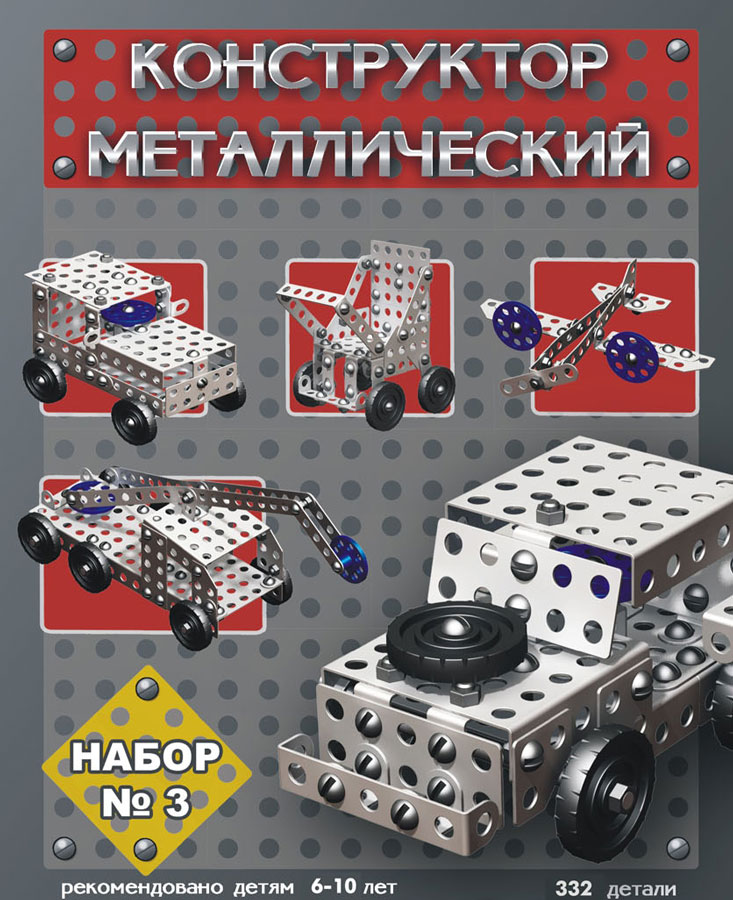 КОНСТРУКТОР
МЕТАЛЛИЧЕСКИЙ
НАБОР
№ 3
рекомендовано детям 6-10 лет
332 детали